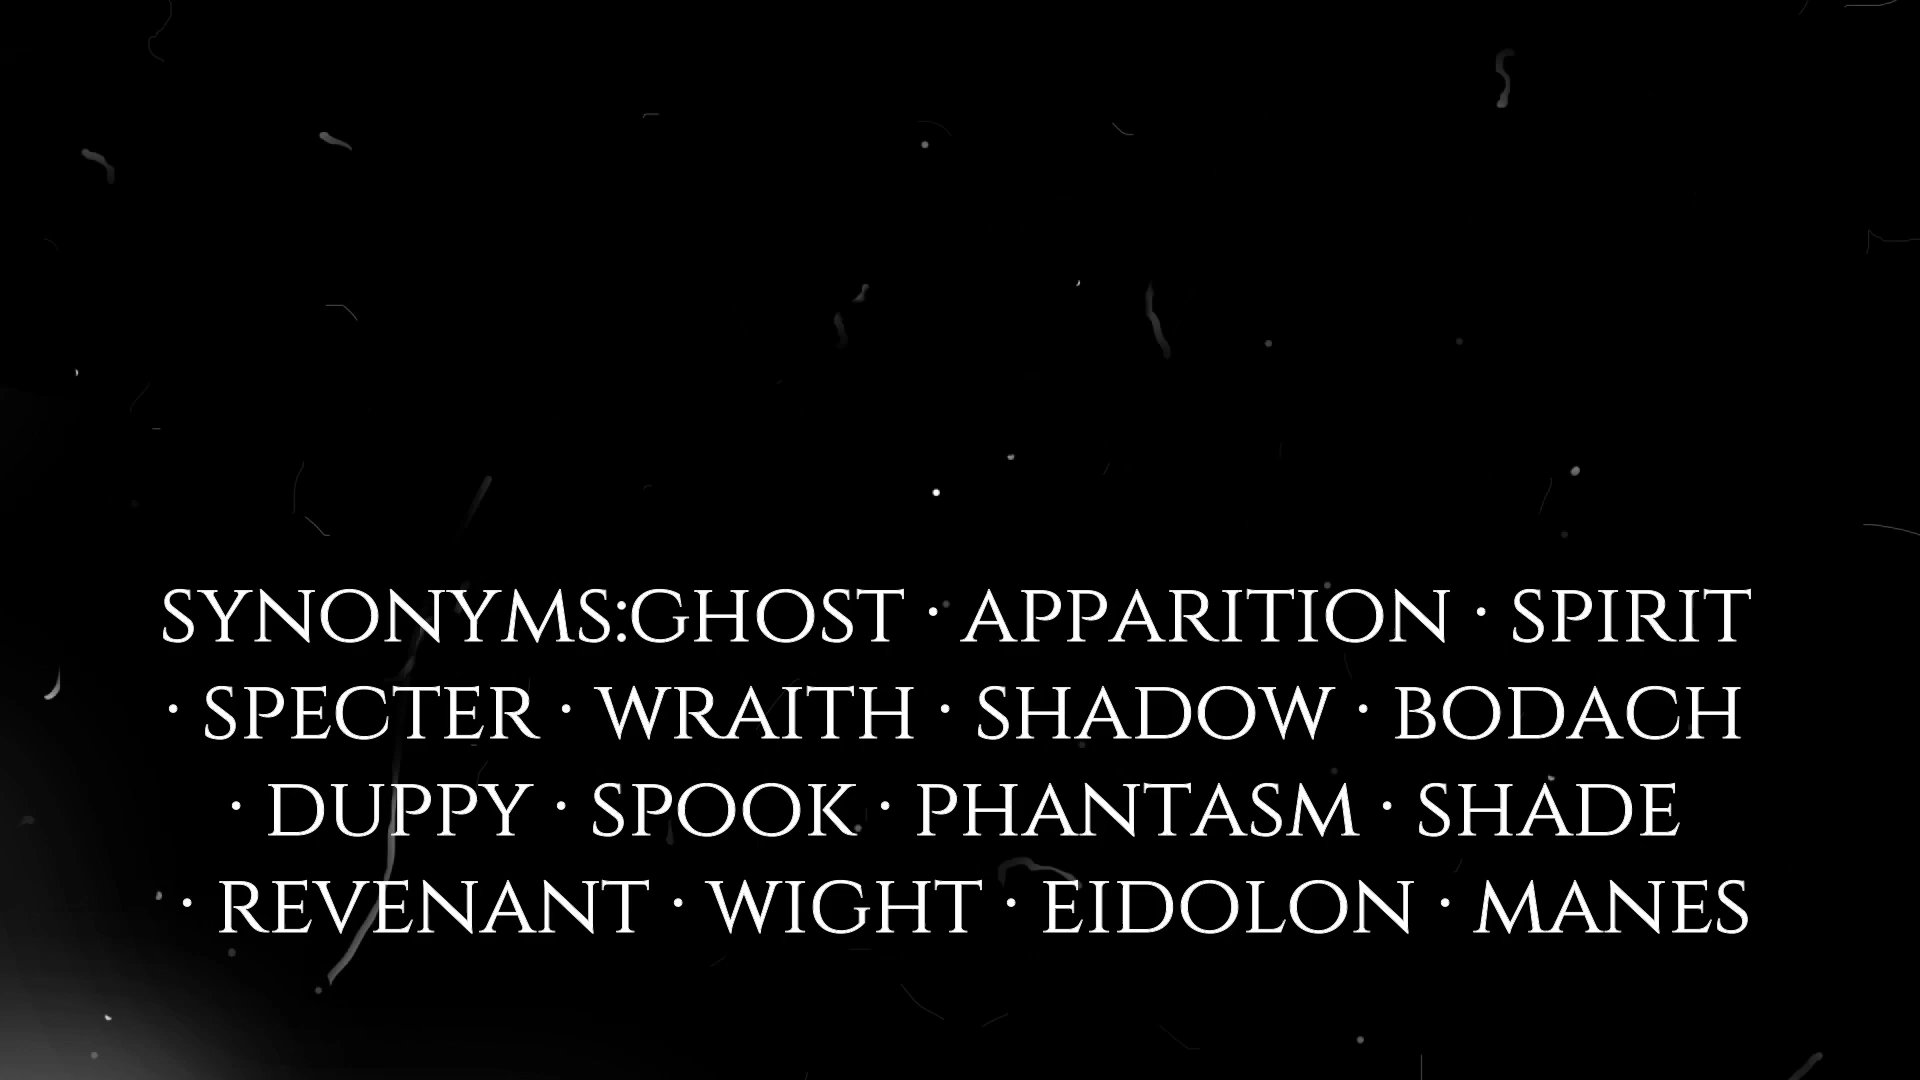 SYNONYMS:GHOST · APPARITION · SPIRIT
· SPECTER · WRAITH · SHADOW · BODACH
· DUPPY · SPOOK · PHANTASM · SHADE
· REVENANT · WIGHT · EIDOLON · MANES